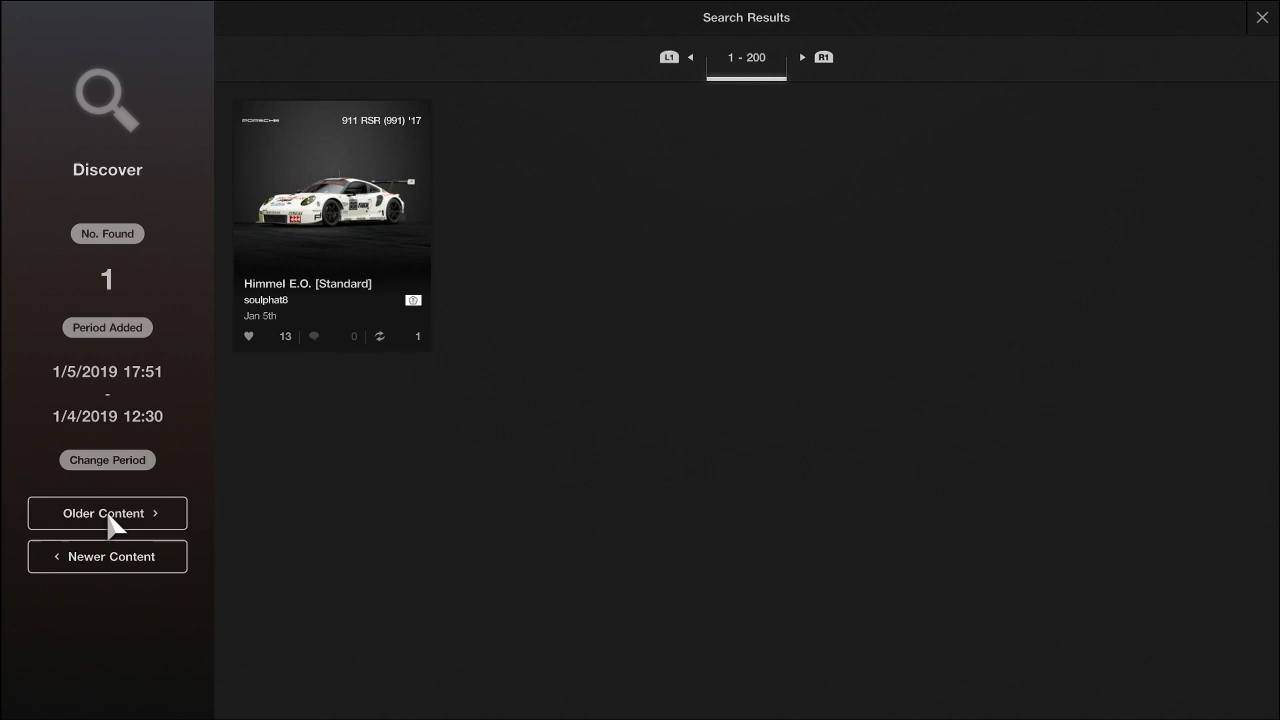 Search Results
L1
1 - 200
R1
Discover
No. Found
1
Period Added
1/5/2019 17:51
-
1/4/2019 12:30
Change Period
Older Content
Newer Content
PORSCHE
911 RSR (991) '17
Himmel E.O. [Standard]
soulphat8
Jan 5th
13
0
1